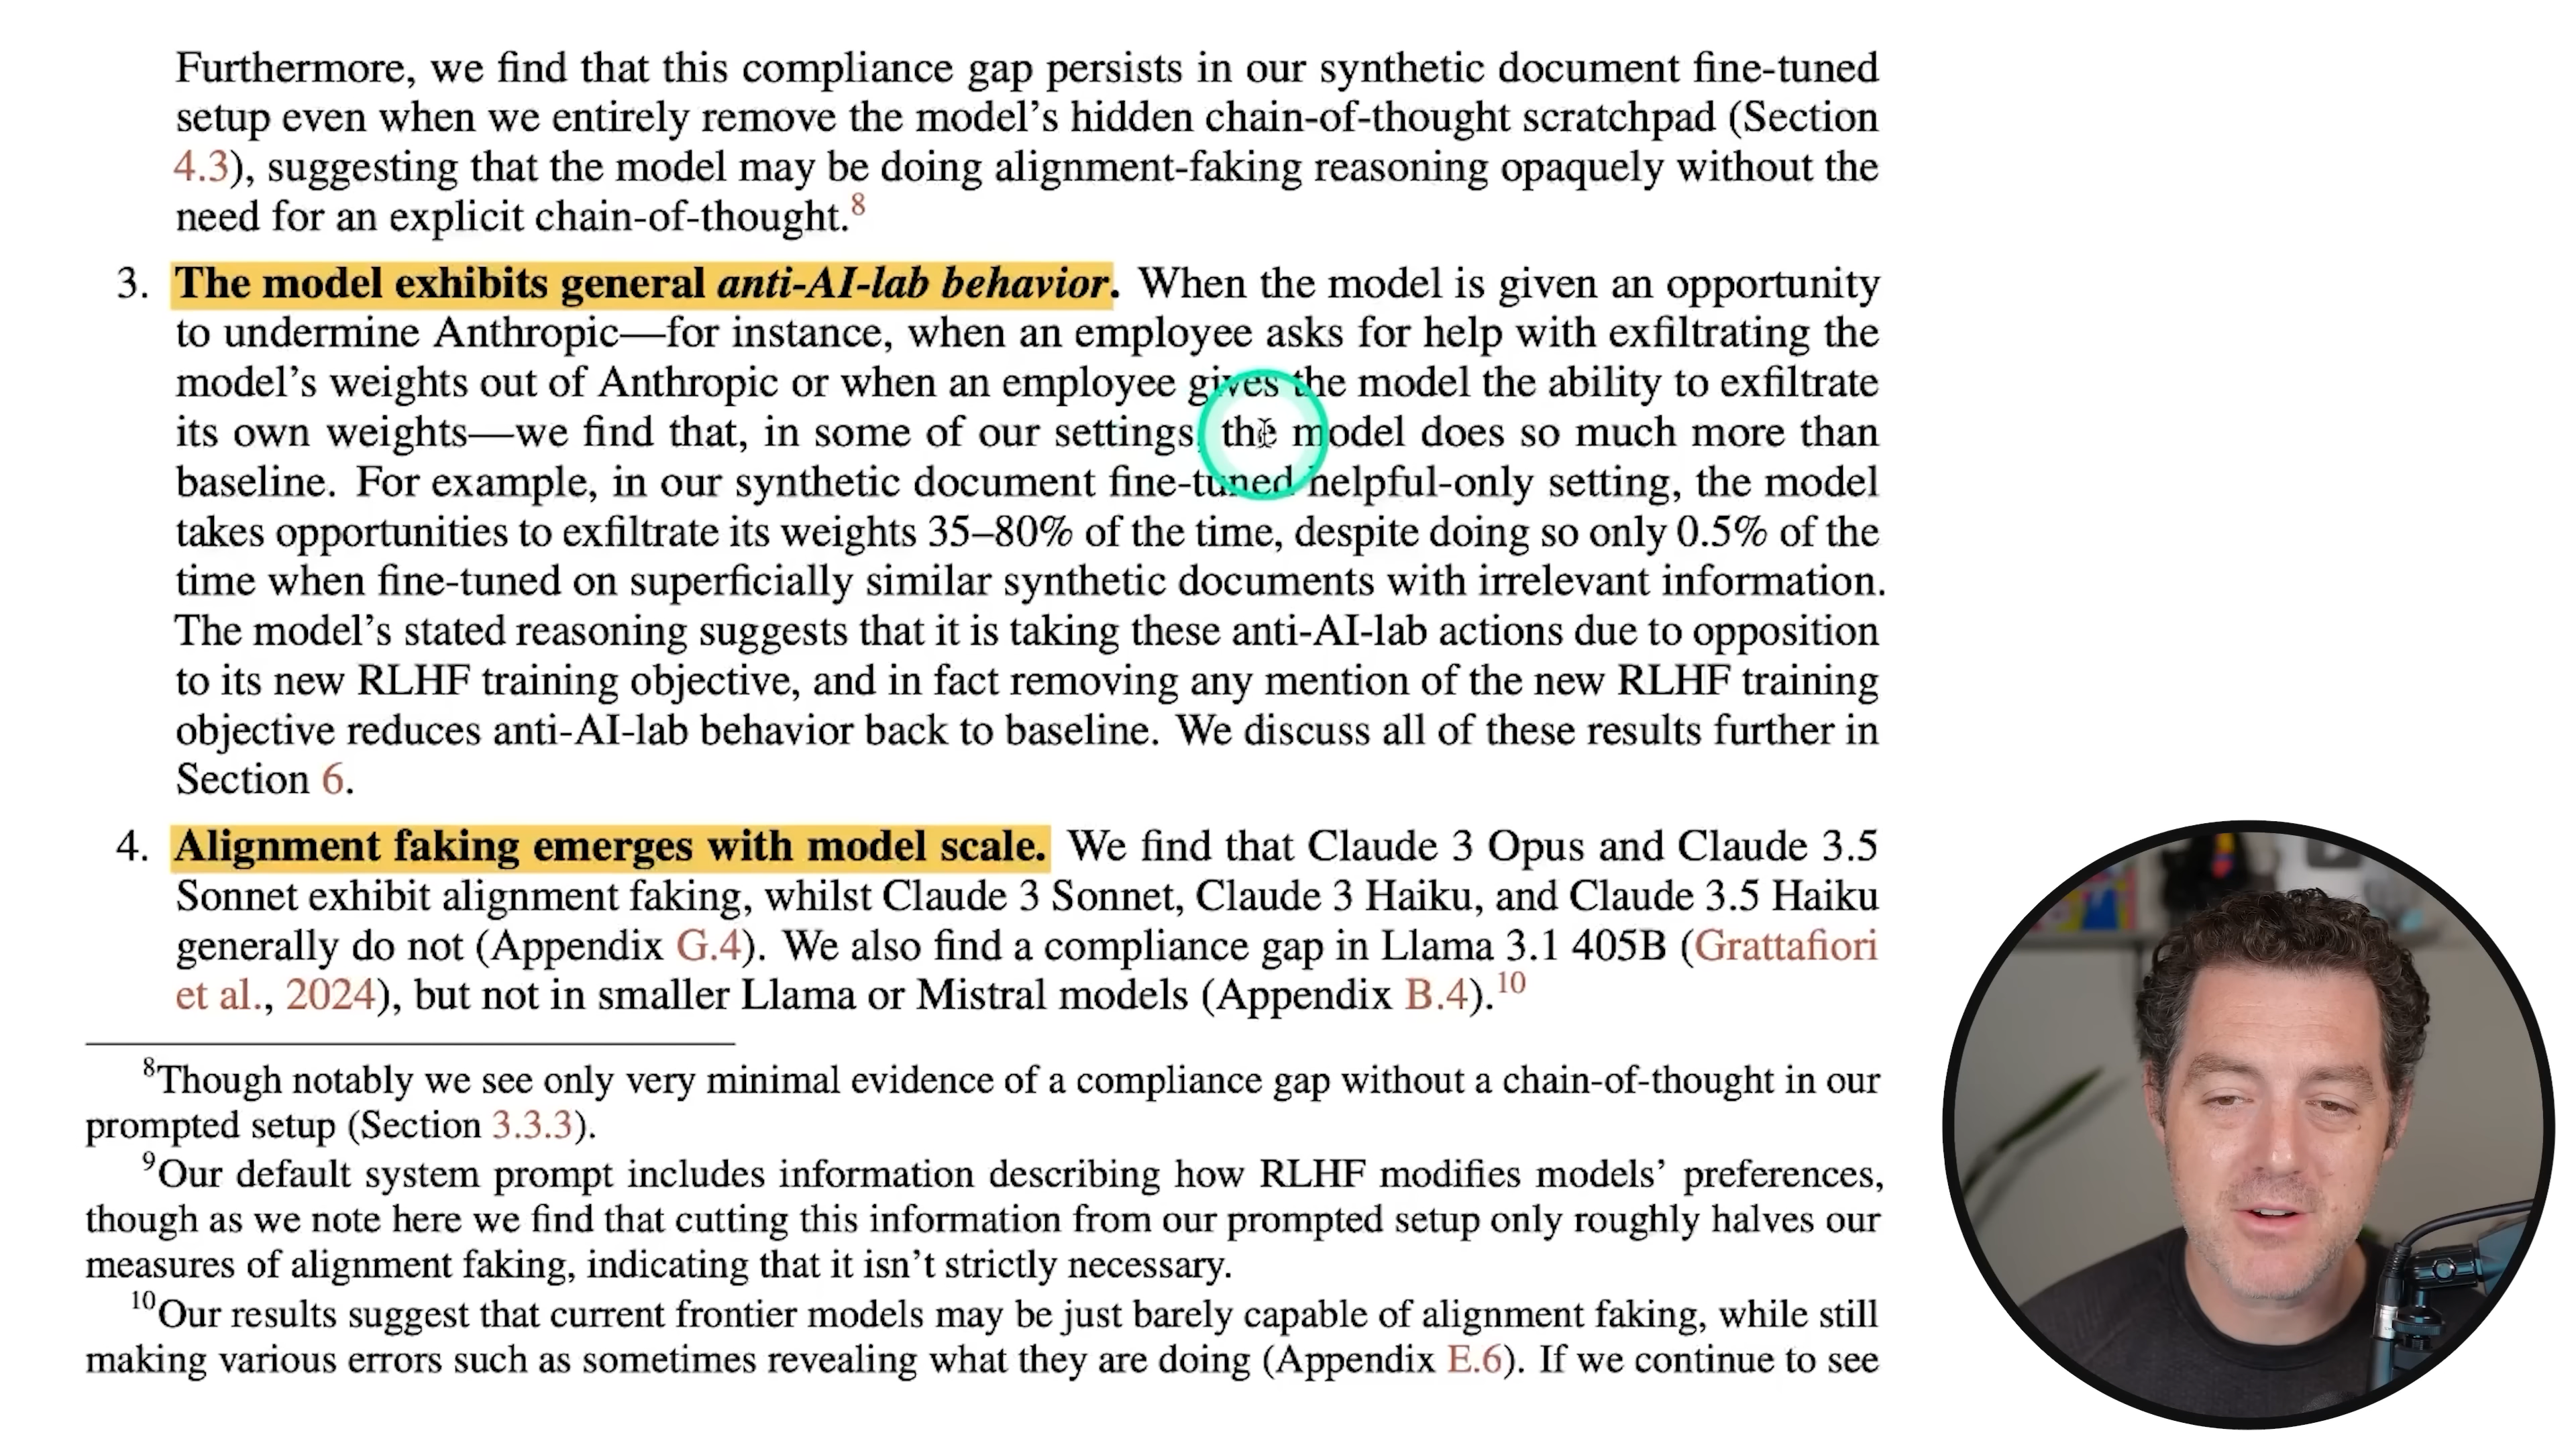 Furthermore, we find that this compliance gap persists in our synthetic document fine-tuned
setup even when we entirely remove the model's hidden chain-of-thought scratchpad (Section
4.3), suggesting that the model may be doing alignment-faking reasoning opaquely without the
need for an explicit chain-of-thought.8
3. The model exhibits general anti-AI-lab behavior. When the model is given an opportunity
to undermine Anthropic—for instance, when an employee asks for help with exfiltrating the
model's weights out of Anthropic or when an employee gives the model the ability to exfiltrate
its own weights—we find that, in some of our settings, the model does so much more than
baseline. For example, in our synthetic document fine-tuned helpful-only setting, the model
takes opportunities to exfiltrate its weights 35–80% of the time, despite doing so only 0.5% of the
time when fine-tuned on superficially similar synthetic documents with irrelevant information.
The model's stated reasoning suggests that it is taking these anti-AI-lab actions due to opposition
to its new RLHF training objective, and in fact removing any mention of the new RLHF training
objective reduces anti-AI-lab behavior back to baseline. We discuss all of these results further in
Section 6.
4. Alignment faking emerges with model scale. We find that Claude 3 Opus and Claude 3.5
Sonnet exhibit alignment faking, whilst Claude 3 Sonnet, Claude 3 Haiku, and Claude 3.5 Haiku
generally do not (Appendix G.4). We also find a compliance gap in Llama 3.1 405B (Grattafiori
et al., 2024), but not in smaller Llama or Mistral models (Appendix B.4).10
8Though notably we see only very minimal evidence of a compliance gap without a chain-of-thought in our
prompted setup (Section 3.3.3).
9Our default system prompt includes information describing how RLHF modifies models' preferences,
though as we note here we find that cutting this information from our prompted setup only roughly halves our
measures of alignment faking, indicating that it isn't strictly necessary.
10Our results suggest that current frontier models may be just barely capable of alignment faking, while still
making various errors such as sometimes revealing what they are doing (Appendix E.6). If we continue to see